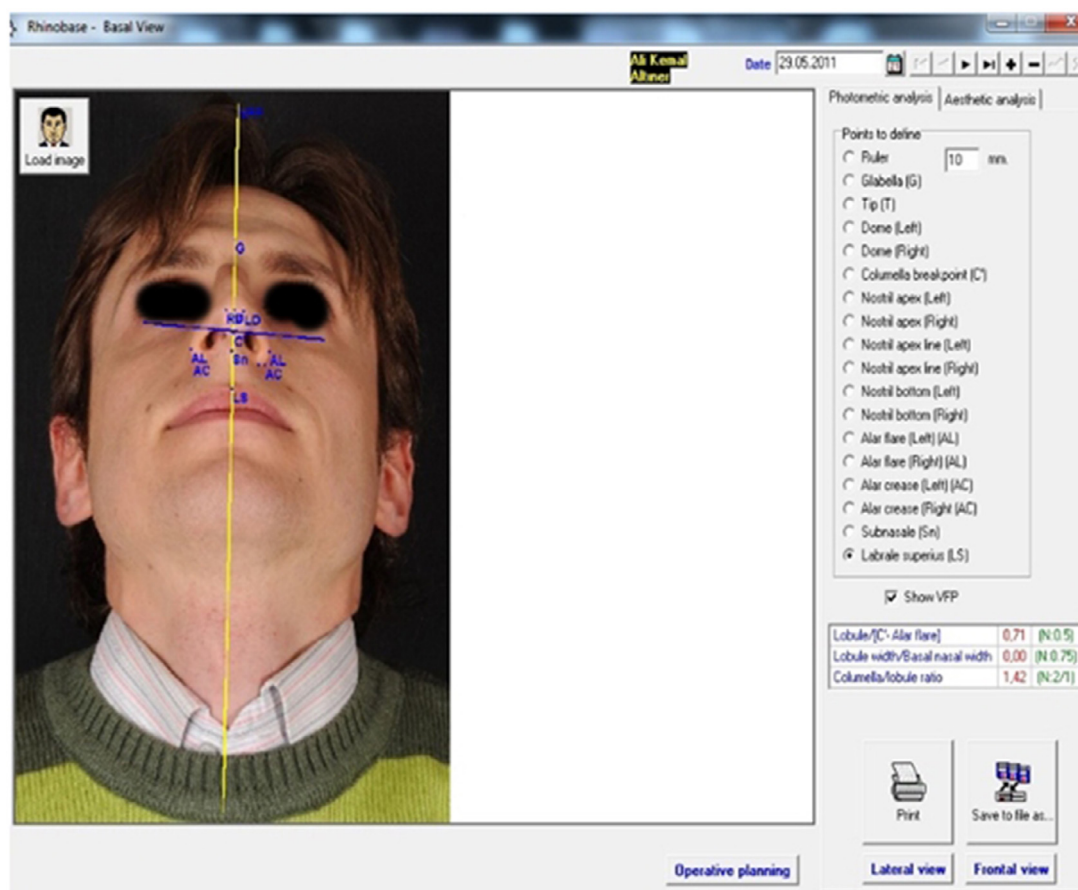 Rhinobase - Basal View
Ali Kemal
Altıner
Date 29.05.2011
Load image
Photometric analysis
Aesthetic analysis
Points to define
Ruler 10 mm.
Glabella (G)
Tip (T)
Dome (Left)
Dome (Right)
Columella breakpoint (C')
Nostril apex (Left)
Nostril apex (Right)
Nostril apex line (Left)
Nostril apex line (Right)
Nostril bottom (Left)
Nostril bottom (Right)
Alar flare (Left) (AL)
Alar flare (Right) (AL)
Alar crease (Left) (AC)
Alar crease (Right (AC)
Subnasale (Sn)
Labrale superius (LS)
Show VFP
G
LD
C
AL Sn AL
AC AC
LS
Lobule/[C'- Alar flare] 0,71 (N:0.5)
Lobule width/Basal nasal width 0,00 (N:0.75)
Columella/lobule ratio 1,42 (N:2/1)
Print
Save to file as...
Operative planning
Lateral view
Frontal view